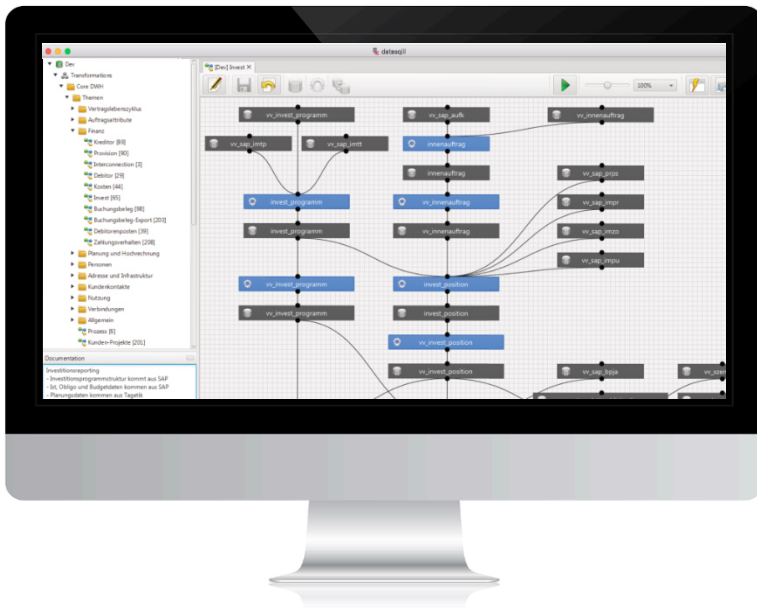 dataqill
Dev
Transformations
Core DWH
Themen
Vertragslebenszyklus
Auftragsattribute
Finanz
Kreditor [89]
Provision [90]
Interconnection [3]
Debitor [29]
Kosten [44]
Invest [65]
Buchungsbeleg [98]
Buchungsbeleg-Export [203]
Debitorenposten [39]
Zahlungsverhalten [208]
Planung und Hochrechnung
Personen
Adresse und Infrastruktur
Kundenkontakte
Nutzung
Verbindungen
Allgemein
Prozess [6]
Kunden-Projekte [201]
Documentation
Investitionsreporting
- Investitionsprogrammstruktur kommt aus SAP
- Ist, Obligo und Budgetdaten kommen aus SAP
- Planungsdaten kommen aus Tagetik
[Dev] Invest
100%
vv_invest_programm
vv_sap_aufk
vv_innenauftrag
vv_sap_imtp
vv_sap_imtt
innenauftrag
innenauftrag
vv_sap_prps
invest_programm
vv_innenauftrag
vv_sap_impr
invest_programm
vv_innenauftrag
vv_sap_imzo
vv_sap_impu
vv_invest_programm
invest_position
vv_invest_programm
invest_position
vv_invest_position
vv_invest_position
vv_sap_bpja